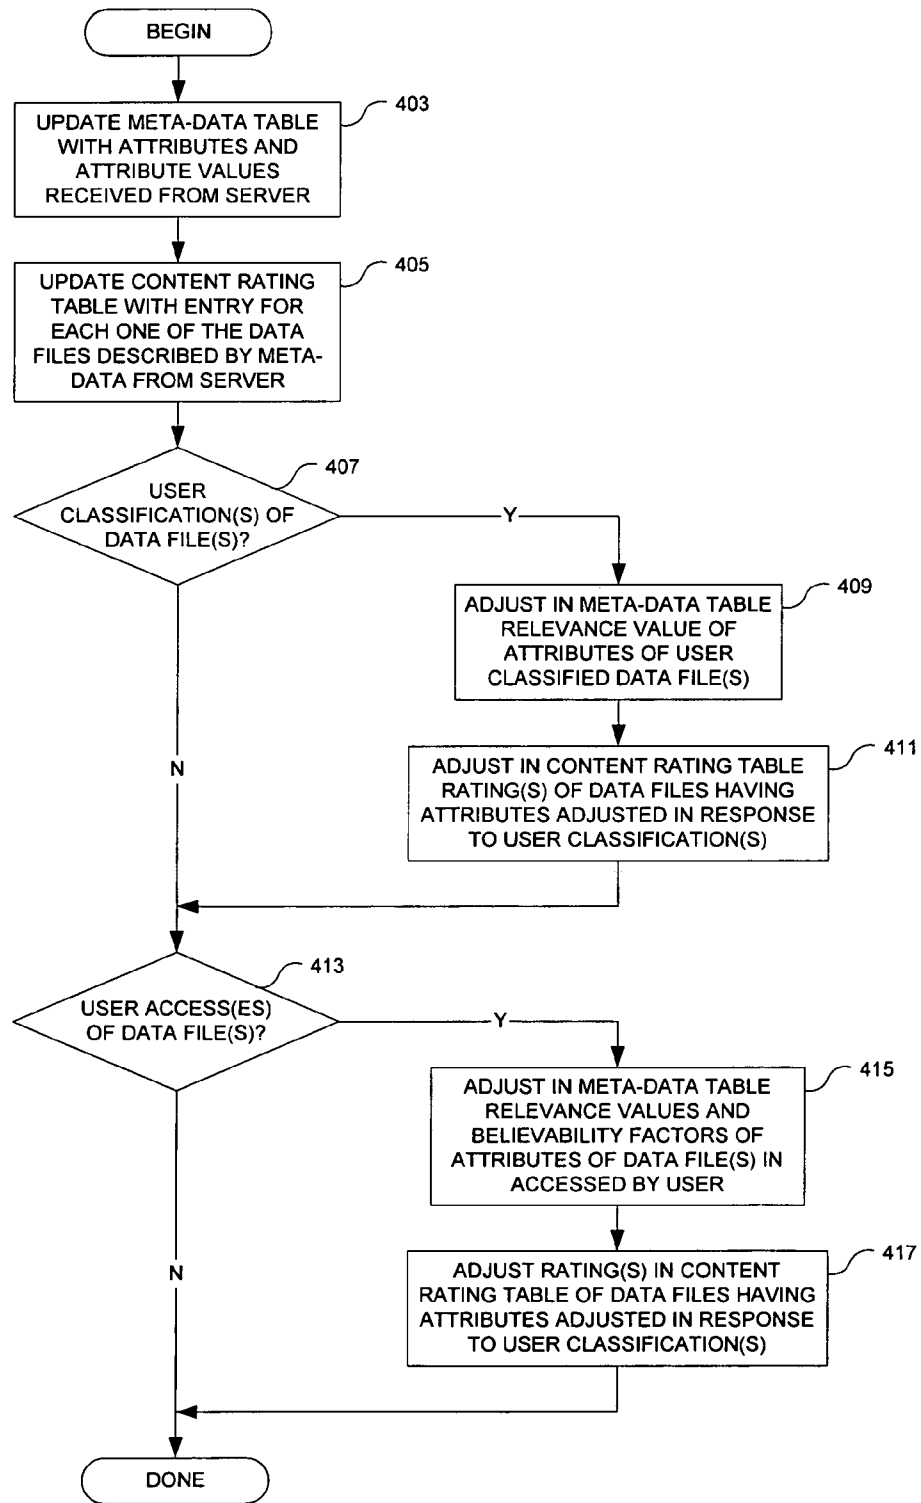 BEGIN
403
UPDATE META-DATA TABLE
WITH ATTRIBUTES AND
ATTRIBUTE VALUES
RECEIVED FROM SERVER
405
UPDATE CONTENT RATING
TABLE WITH ENTRY FOR
EACH ONE OF THE DATA
FILES DESCRIBED BY META-
DATA FROM SERVER
407
USER
CLASSIFICATION(S) OF
DATA FILE(S)?
Y
409
ADJUST IN META-DATA TABLE
RELEVANCE VALUE OF
ATTRIBUTES OF USER
CLASSIFIED DATA FILE(S)
N
411
ADJUST IN CONTENT RATING TABLE
RATING(S) OF DATA FILES HAVING
ATTRIBUTES ADJUSTED IN RESPONSE
TO USER CLASSIFICATION(S)
413
USER ACCESS(ES)
OF DATA FILE(S)?
Y
415
ADJUST IN META-DATA TABLE
RELEVANCE VALUES AND
BELIEVABILITY FACTORS OF
ATTRIBUTES OF DATA FILE(S) IN
ACCESSED BY USER
N
417
ADJUST RATING(S) IN CONTENT
RATING TABLE OF DATA FILES HAVING
ATTRIBUTES ADJUSTED IN RESPONSE
TO USER CLASSIFICATION(S)
DONE